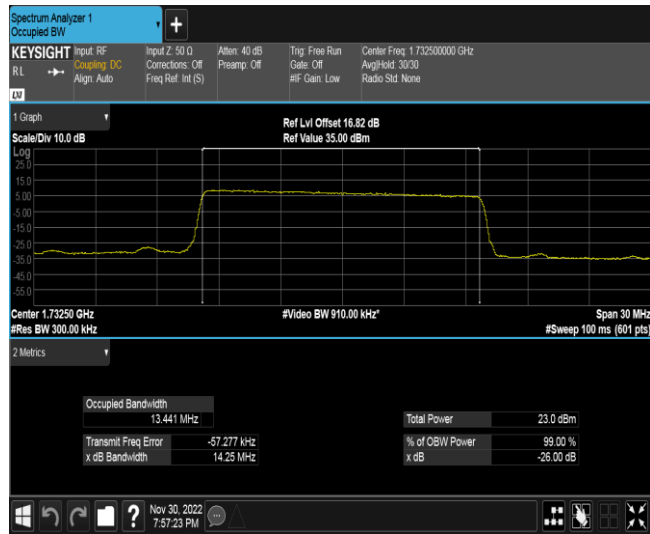 Spectrum Analyzer 1
Occupied BW
+
KEYSIGHT Input: RF Input Z: 50 Ω Atten: 40 dB Trig: Free Run Center Freq: 1.732500000 GHz
RL Coupling: DC Corrections: Off Preamp: Off Gate: Off Avg|Hold: 30/30
Align: Auto Freq Ref: Int (S) #IF Gain: Low Radio Std: None
LXI
1 Graph
Ref Lvl Offset 16.82 dB
Scale/Div 10.0 dB Ref Value 35.00 dBm
Log
25.0
15.0
5.00
-5.00
-15.0
-25.0
-35.0
-45.0
-55.0
Center 1.73250 GHz #Video BW 910.00 kHz* Span 30 MHz
#Res BW 300.00 kHz #Sweep 100 ms (601 pts)
2 Metrics
Occupied Bandwidth
13.441 MHz Total Power 23.0 dBm
Transmit Freq Error -57.277 kHz % of OBW Power 99.00 %
x dB Bandwidth 14.25 MHz x dB -26.00 dB
? Nov 30, 2022
7:57:23 PM